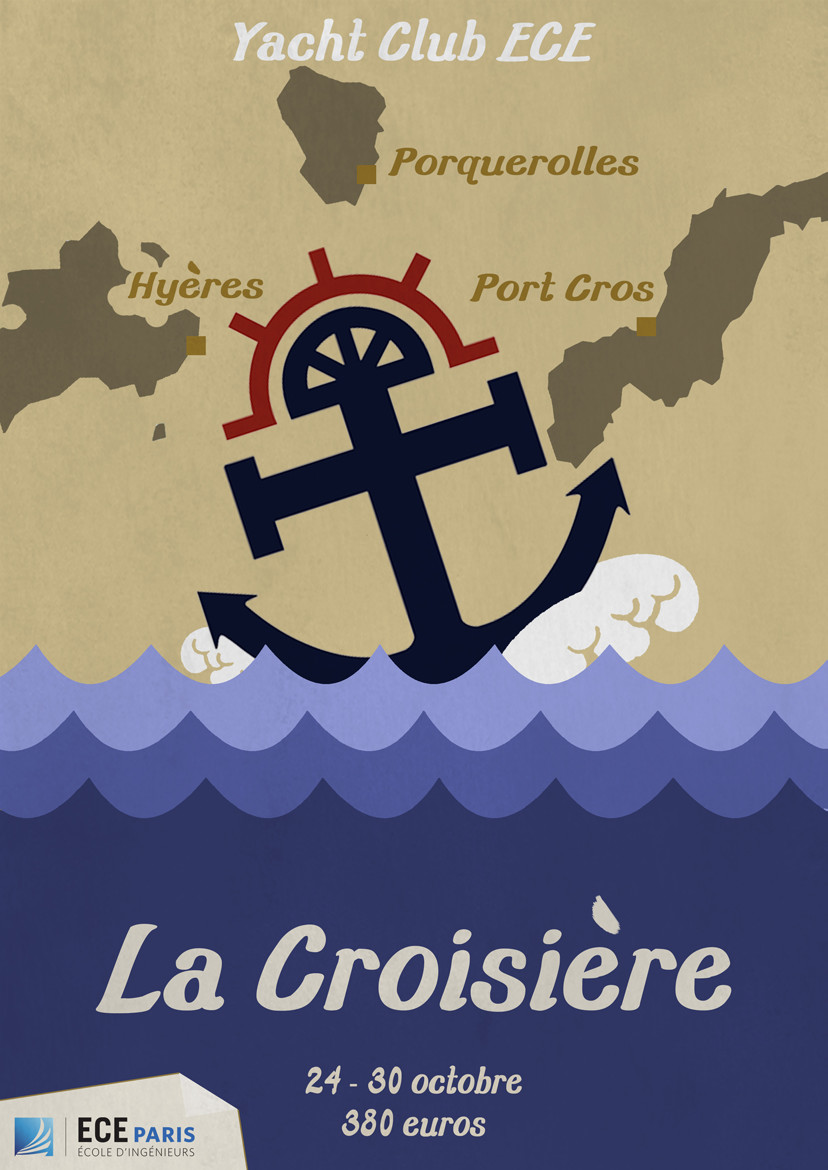 Yacht Club ECE
Porquerolles
Hyères
Port Cros
La Croisière
24 - 30 octobre
380 euros
ECE PARIS
ÉCOLE D'INGÉNIEURS